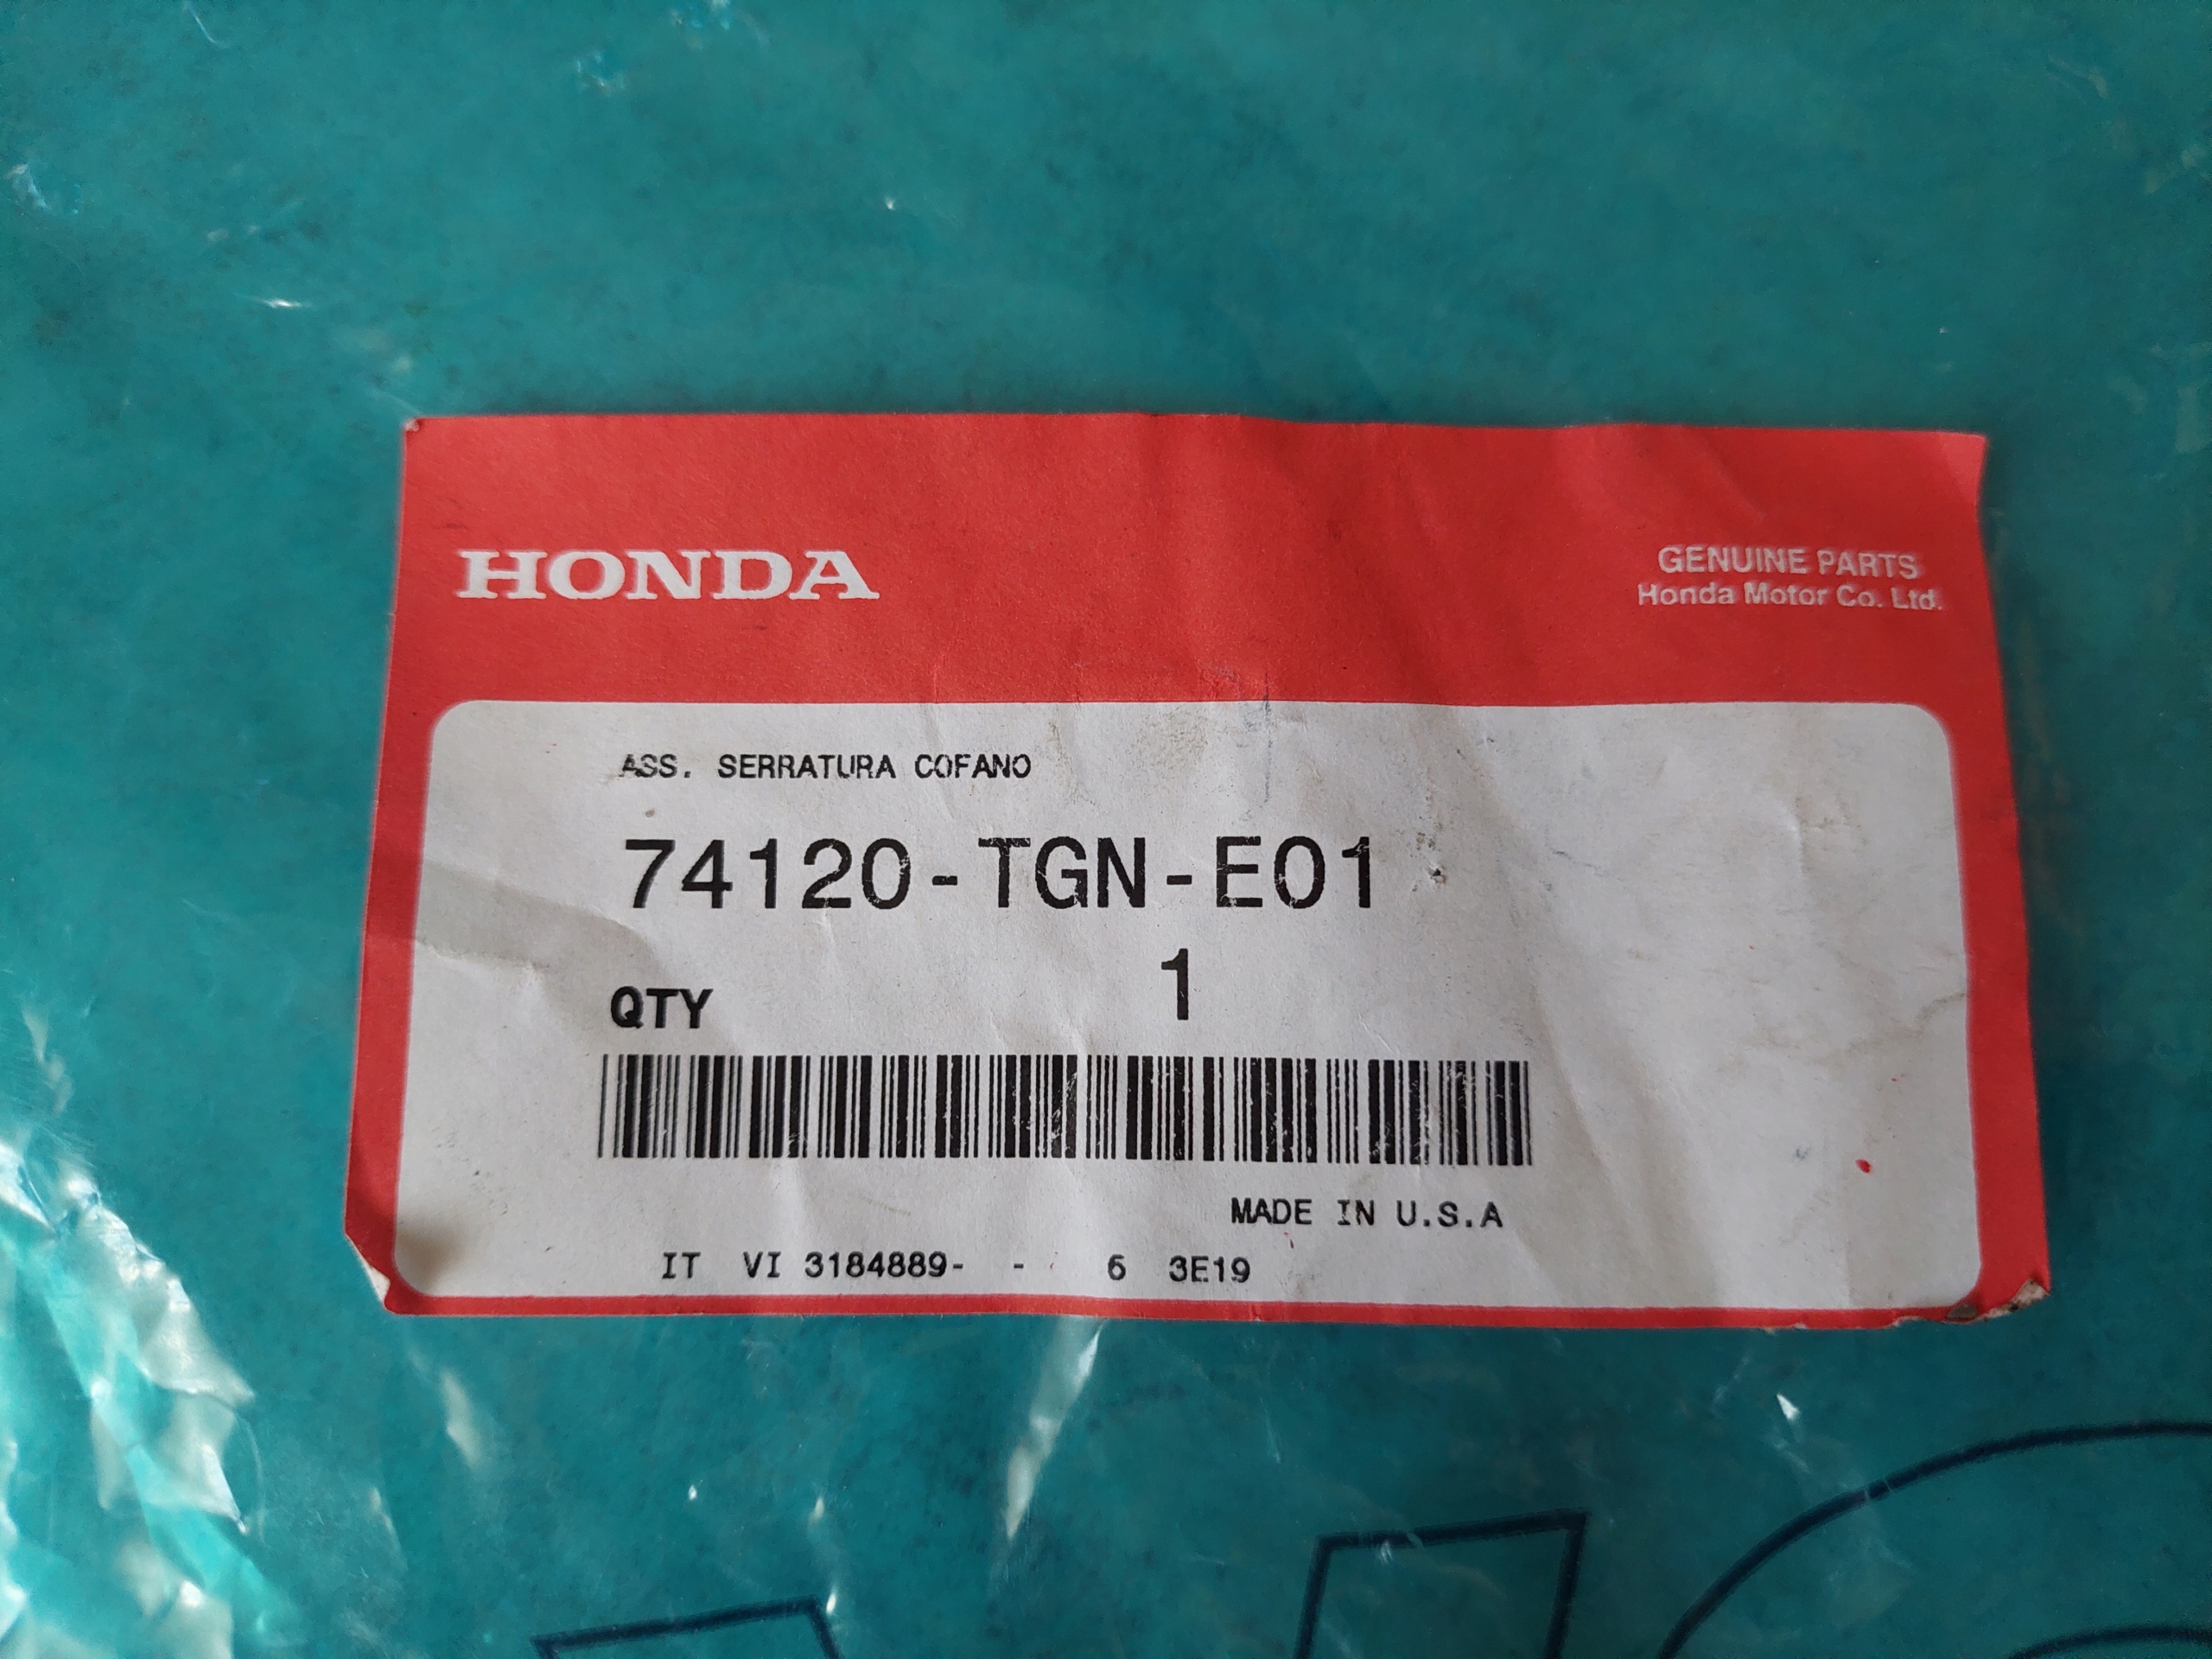 HONDA
GENUINE PARTS
Honda Motor Co. Ltd.
ASS. SERRATURA COFANO
74120-TGN-E01
QTY 1
MADE IN U.S.A
IT VI 3184889- - 6 3E19